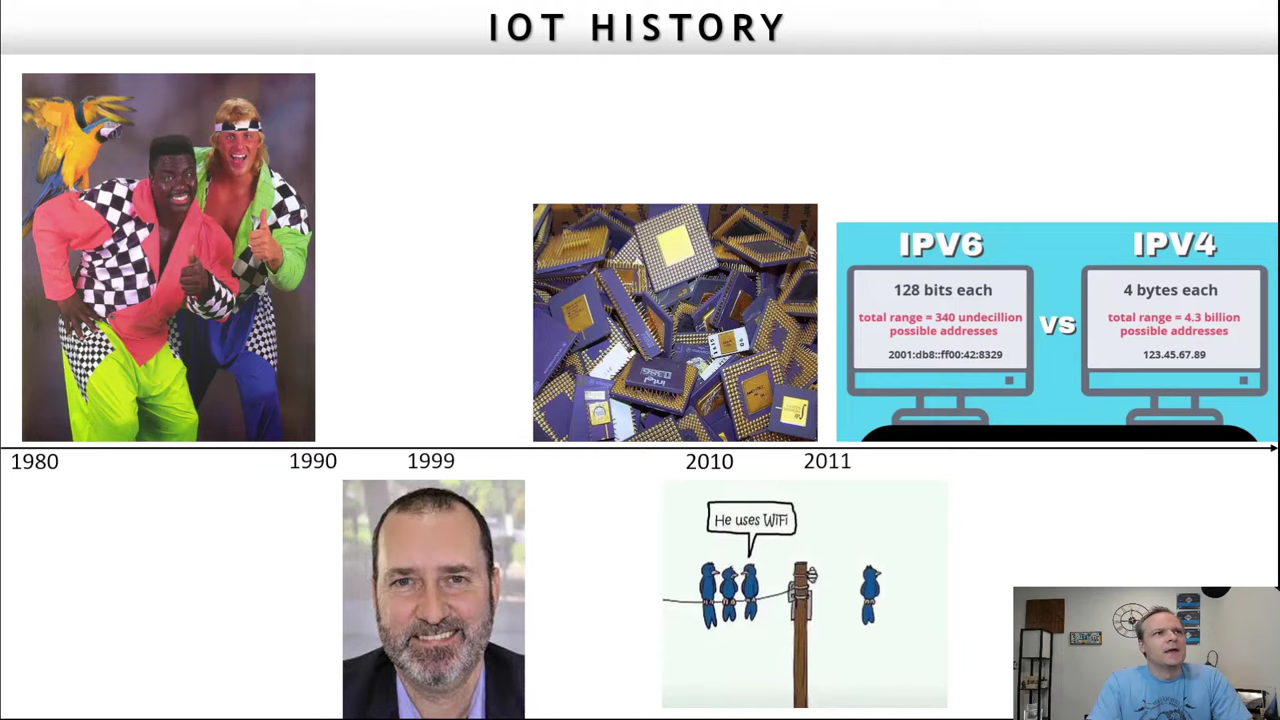 IOT HISTORY
IPV6
IPV4
128 bits each
total range = 340 undecillion
possible addresses
2001:db8::ff00:42:8329
vs
4 bytes each
total range = 4.3 billion
possible addresses
123.45.67.89
1980
1990
1999
2010
2011
He uses WiFi
intel